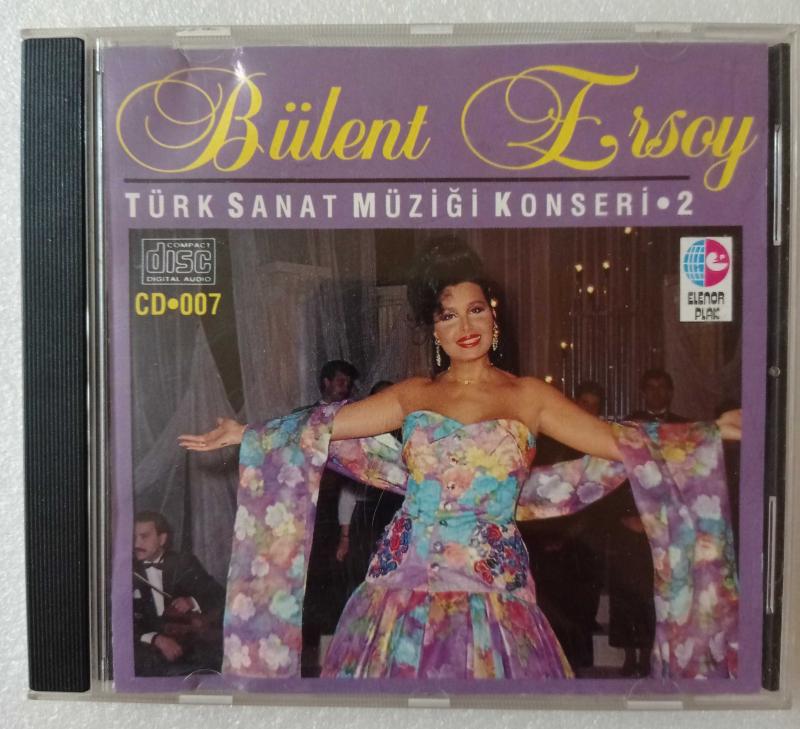 Bülent Ersoy
TÜRK SANAT MÜZİĞİ KONSERİ•2
COMPACT
disc
DIGITAL AUDIO
CD•007
ELENOR
PLAK